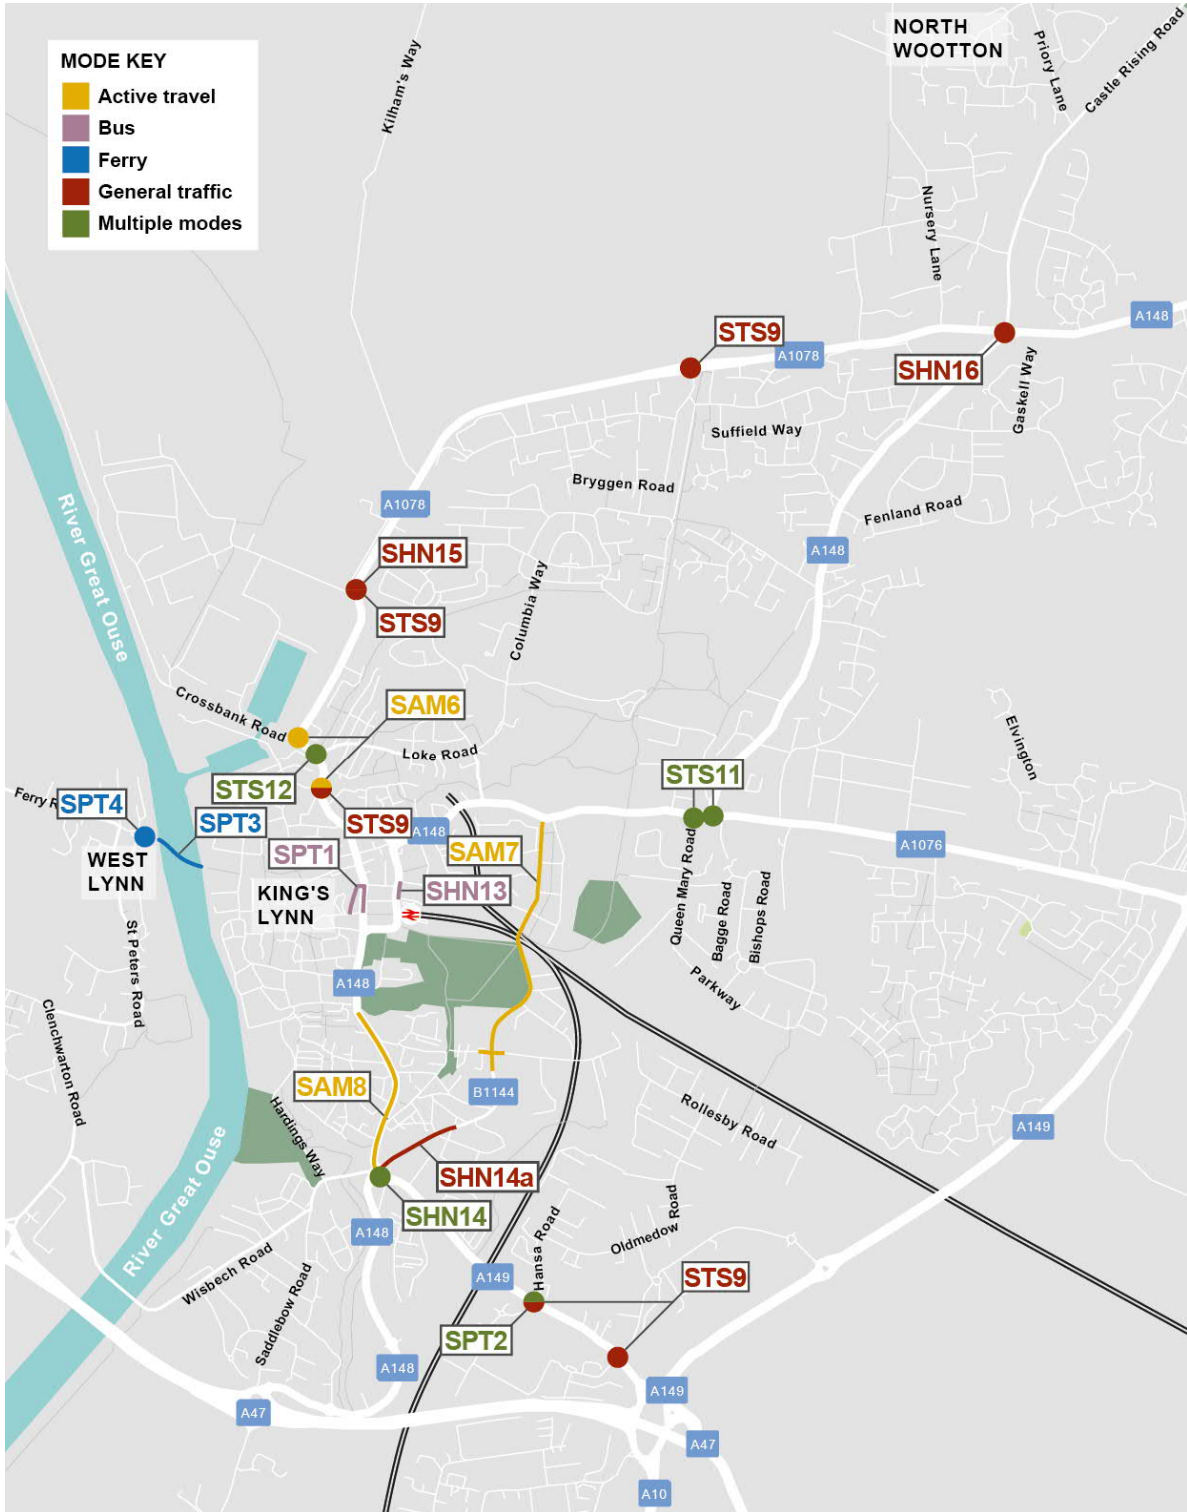 NORTH
WOOTTON
Priory Lane
Castle Rising Road
Kilham's Way
MODE KEY
Active travel
Bus
Ferry
General traffic
Multiple modes
Nursery Lane
A148
STS9
A1078
SHN16
Gaskell Way
Suffield Way
Bryggen Road
A1078
Fenland Road
A148
River Great Ouse
SHN15
STS9
Columbia Way
Crossbank Road
SAM6
Loke Road
Elvington
STS12
STS11
Ferry R
SPT4
SPT3
STS9
A148
A1076
SPT1
SAM7
WEST
LYNN
KING'S
LYNN
SHN13
Queen Mary Road
Bagge Road
Bishops Road
St Peters Road
Parkway
A148
Clenchwarton Road
SAM8
B1144
Hardings Way
Rollesby Road
A149
River Great Ouse
SHN14a
SHN14
A148
Hansa Road
Oldmedow Road
Wisbech Road
Saddlebow Road
A149
STS9
SPT2
A148
A149
A47
A47
A10